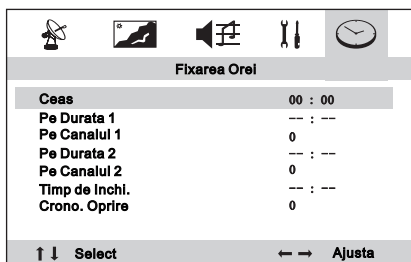 Fixarea Orei
Ceas 00 : 00
Pe Durata 1 -- : --
Pe Canalul 1 0
Pe Durata 2 -- : --
Pe Canalul 2 0
Timp de Inchi. -- : --
Crono. Oprire 0
↑ ↓ Select ← → Ajusta